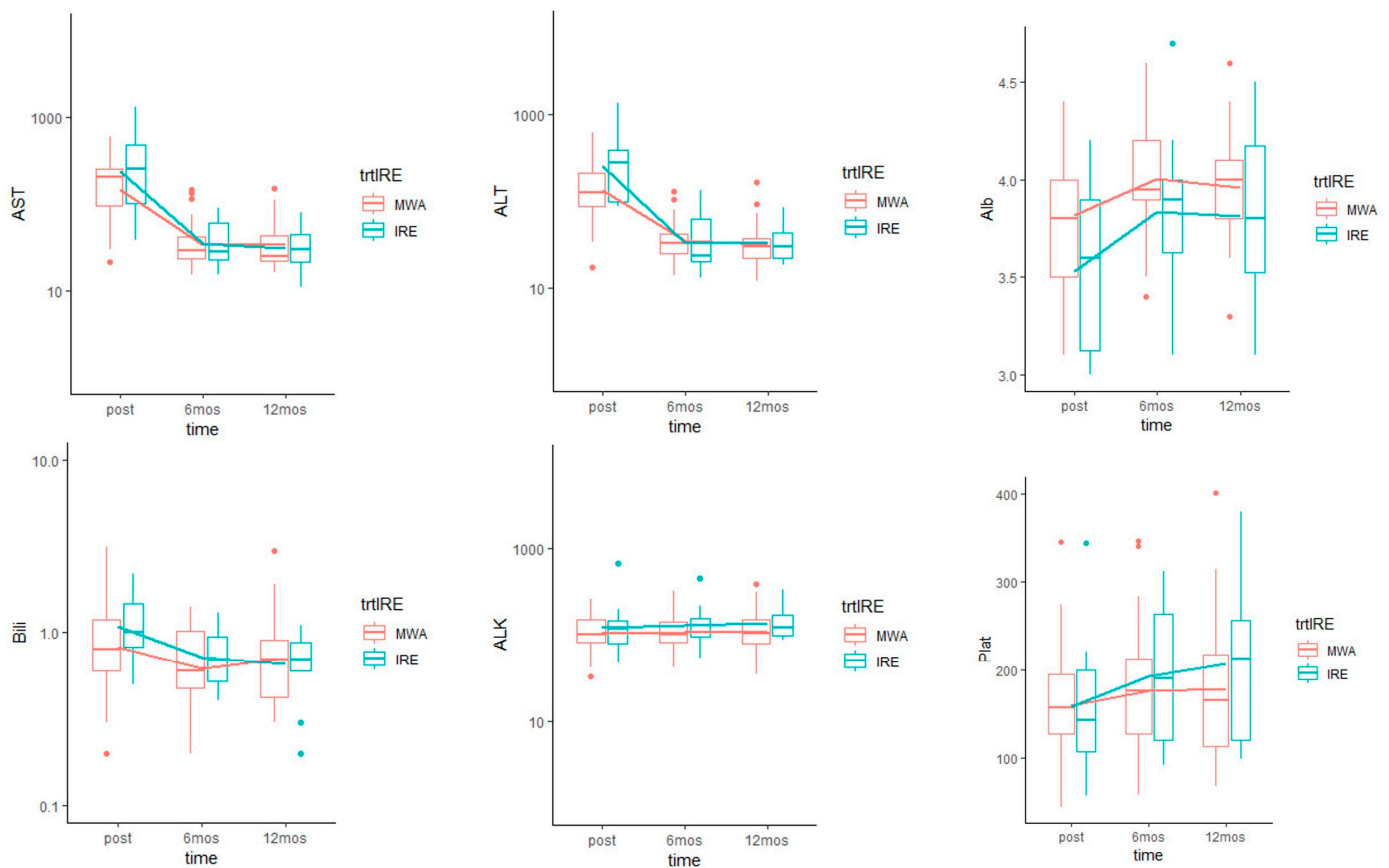 AST
1000
10
post 6mos 12mos
time
trtIRE
MWA
IRE
ALT
1000
10
post 6mos 12mos
time
trtIRE
MWA
IRE
Alb
4.5
4.0
3.5
3.0
post 6mos 12mos
time
trtIRE
MWA
IRE
Bili
10.0
1.0
0.1
post 6mos 12mos
time
trtIRE
MWA
IRE
ALK
1000
10
post 6mos 12mos
time
trtIRE
MWA
IRE
Plat
400
300
200
100
post 6mos 12mos
time
trtIRE
MWA
IRE